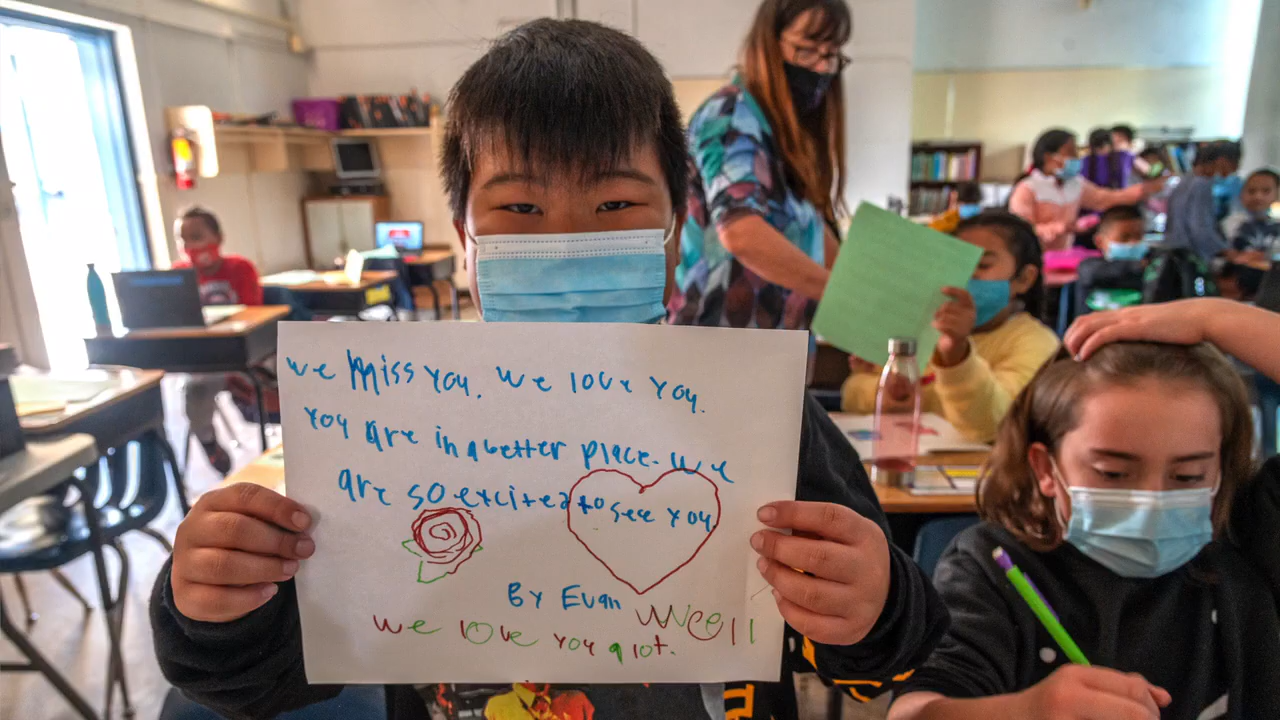 we miss you. we love you.
you are in a better place. we
are so excited to see you
By Evan
we love you a lot.